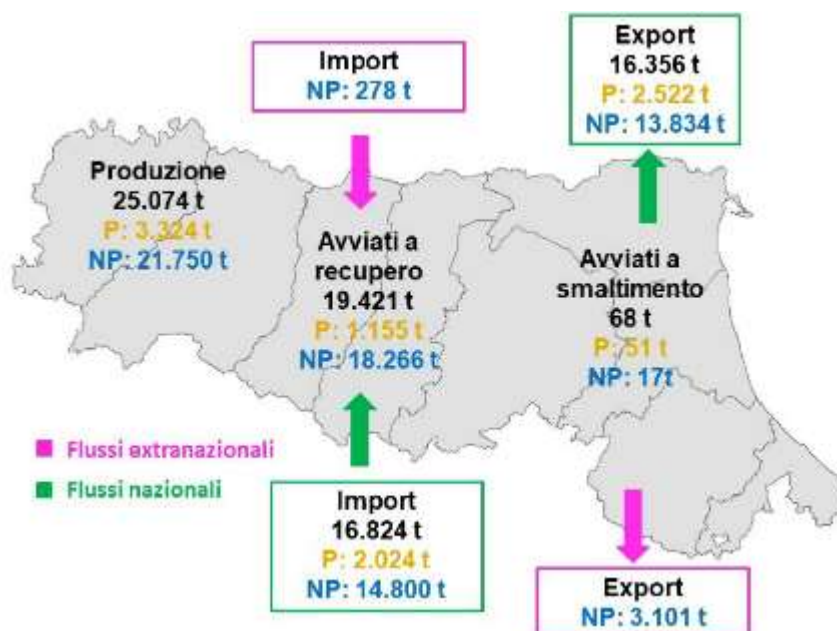 Import
NP: 278 t
Export
16.356 t
P: 2.522 t
NP: 13.834 t
Produzione
25.074 t
P: 3.324 t
NP: 21.750 t
Avviati a
recupero
19.421 t
P: 1.155 t
NP: 18.266 t
Avviati a
smaltimento
68 t
P: 51 t
NP: 17t
Flussi extranazionali
Flussi nazionali
Import
16.824 t
P: 2.024 t
NP: 14.800 t
Export
NP: 3.101 t